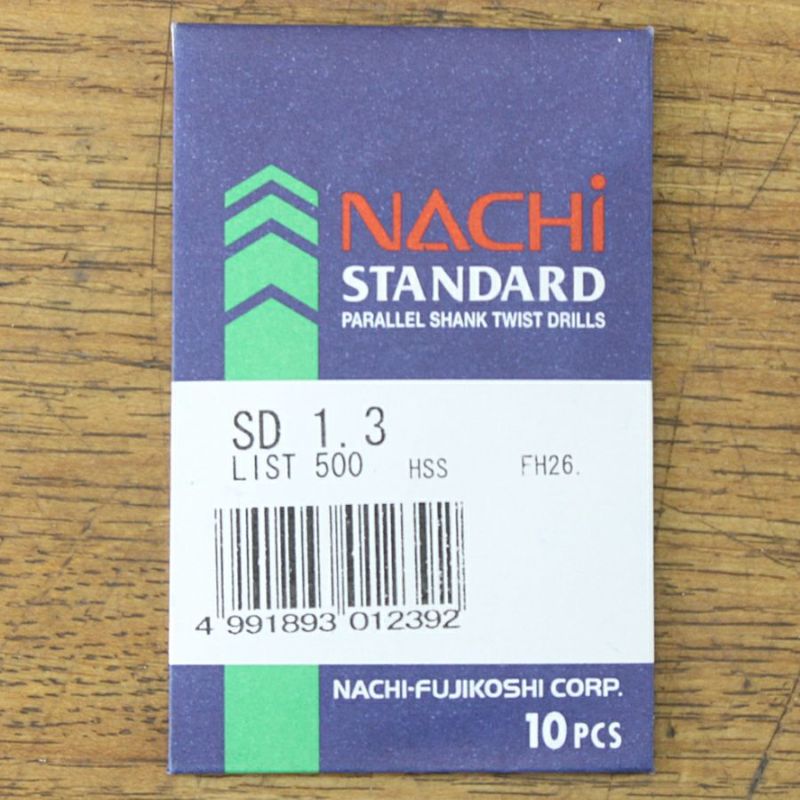 NACHi
STANDARD
PARALLEL SHANK TWIST DRILLS
SD 1.3
LIST 500 HSS FH26.
4 991893 012392
NACHI-FUJIKOSHI CORP.
10 PCS